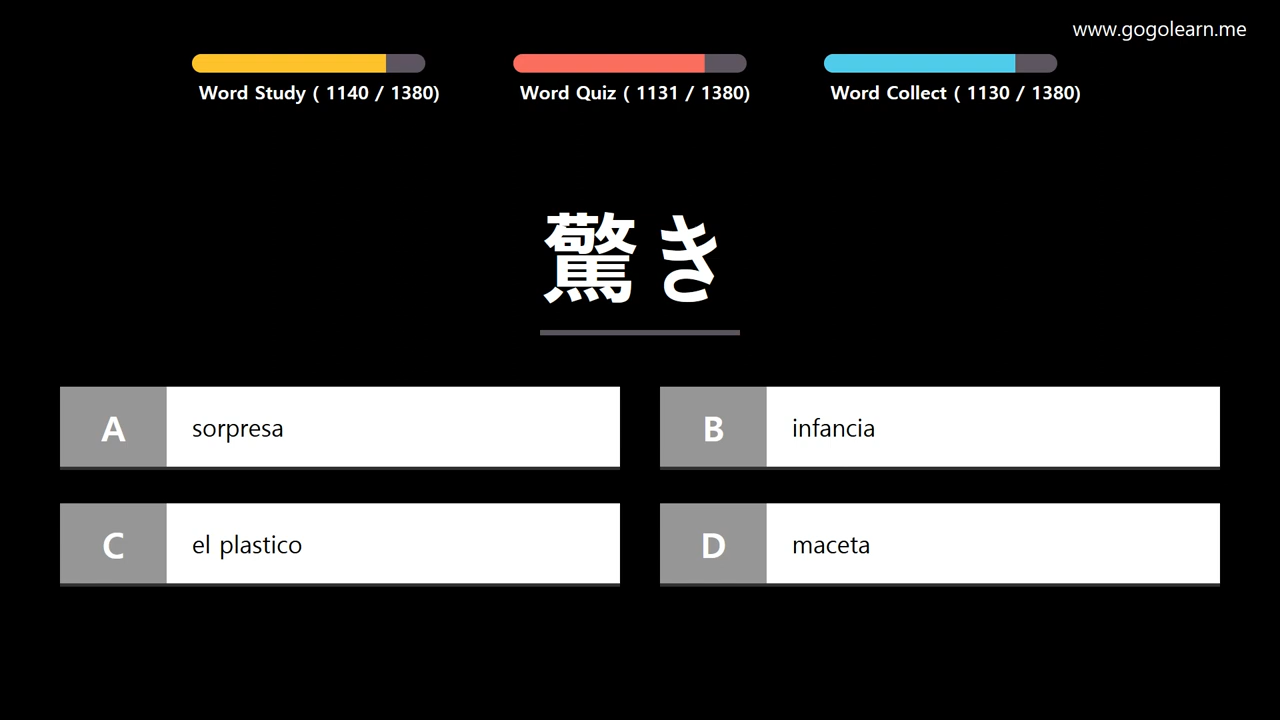 www.gogolearn.me
Word Study ( 1140 / 1380)
Word Quiz ( 1131 / 1380)
Word Collect ( 1130 / 1380)
驚き
A sorpresa
B infancia
C el plastico
D maceta